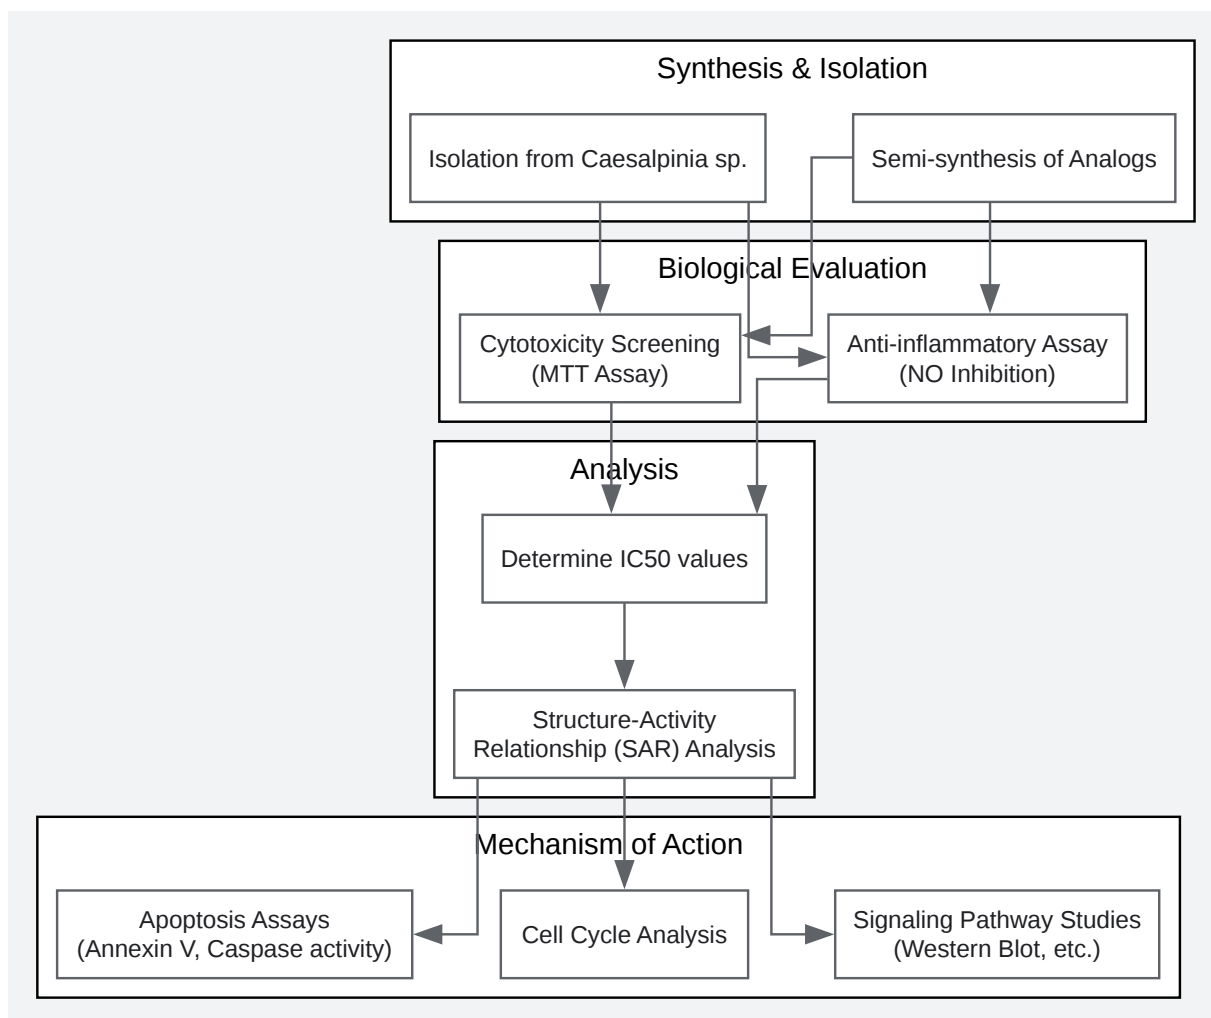 Synthesis & Isolation
Isolation from Caesalpinia sp.
Semi-synthesis of Analogs
Biological Evaluation
Cytotoxicity Screening
(MTT Assay)
Anti-inflammatory Assay
(NO Inhibition)
Analysis
Determine IC50 values
Structure-Activity
Relationship (SAR) Analysis
Mechanism of Action
Apoptosis Assays
(Annexin V, Caspase activity)
Cell Cycle Analysis
Signaling Pathway Studies
(Western Blot, etc.)